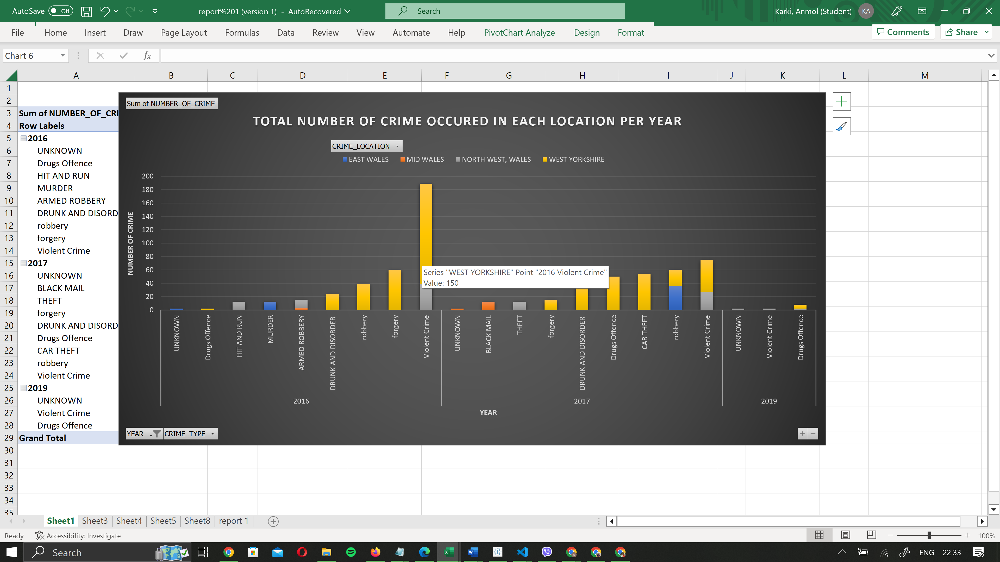 AutoSave Off report%201 (version 1) - AutoRecovered Search Karki, Anmol (Student) KA
File Home Insert Draw Page Layout Formulas Data Review View Automate Help PivotChart Analyze Design Format Comments Share
Chart 6 fx
A B C D E F G H I J K L M
1
2
3 Sum of NUMBER_OF_CRI
4 Row Labels
5 2016
6 UNKNOWN
7 Drugs Offence
8 HIT AND RUN
9 MURDER
10 ARMED ROBBERY
11 DRUNK AND DISORD
12 robbery
13 forgery
14 Violent Crime
15 2017
16 UNKNOWN
17 BLACK MAIL
18 THEFT
19 forgery
20 DRUNK AND DISORD
21 Drugs Offence
22 CAR THEFT
23 robbery
24 Violent Crime
25 2019
26 UNKNOWN
27 Violent Crime
28 Drugs Offence
29 Grand Total
30
31
32
33
34
35
Sum of NUMBER_OF_CRIME
TOTAL NUMBER OF CRIME OCCURED IN EACH LOCATION PER YEAR
CRIME_LOCATION
EAST WALES MID WALES NORTH WEST, WALES WEST YORKSHIRE
NUMBER OF CRIME
200
180
160
140
120
100
80
60
40
20
0
Series "WEST YORKSHIRE" Point "2016 Violent Crime"
Value: 150
UNKNOWN
Drugs Offence
HIT AND RUN
MURDER
ARMED ROBBERY
DRUNK AND DISORDER
robbery
forgery
Violent Crime
UNKNOWN
BLACK MAIL
THEFT
forgery
DRUNK AND DISORDER
Drugs Offence
CAR THEFT
robbery
Violent Crime
UNKNOWN
Violent Crime
Drugs Offence
2016 2017 2019
YEAR
YEAR CRIME_TYPE
Sheet1 Sheet3 Sheet4 Sheet5 Sheet8 report 1
Ready Accessibility: Investigate 100%
Search ENG 22:33